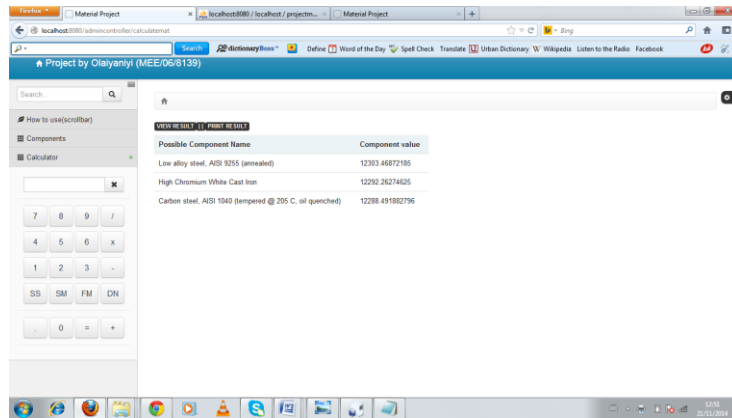 Firefox
Material Project
localhost:8080 / localhost / projectm...
Material Project
localhost:8080/admincontroller/calculatemat
Bing
Search
dictionaryBoss
Define
Word of the Day
Spell Check
Translate
Urban Dictionary
W Wikipedia
Listen to the Radio
Facebook
Project by Olaiyaniyi (MEE/06/8139)
Search..
How to use(scrollbar)
Components
Calculator
7 8 9 /
4 5 6 x
1 2 3 -
SS SM FM DN
. 0 = +
VIEW RESULT || PRINT RESULT
Possible Component Name Component value
Low alloy steel, AISI 9255 (annealed) 12303.46872185
High Chromium White Cast Iron 12292.26274625
Carbon steel, AISI 1040 (tempered @ 205 C, oil quenched) 12288.491882796
12:51
21/11/2014